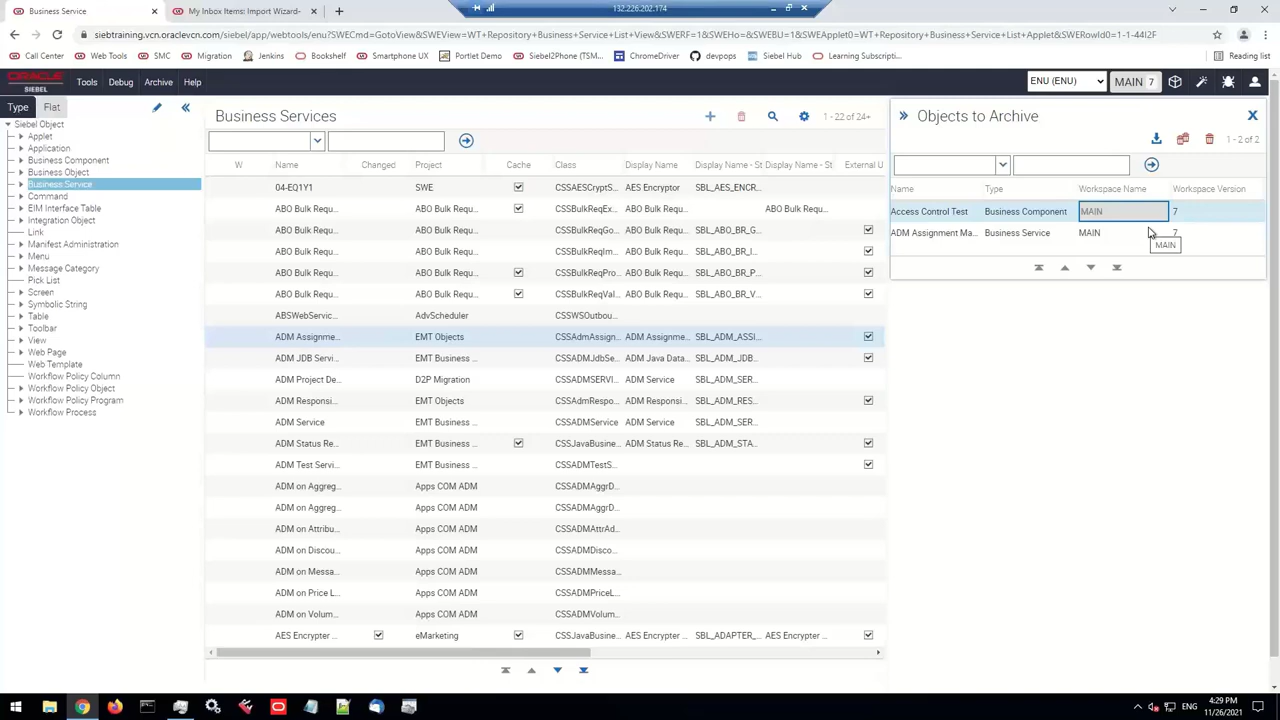 Business Service
My Inbox Items: Import Wizard-
132.226.202.174
siebtraining.vcn.oraclevcn.com/siebel/app/webtools/enu?SWECmd=GotoView&SWEView=WT+Repository+Business+Service+List+View&SWERF=1&SWEHo=&SWEBU=1&SWEApplet0=WT+Repository+Business+Service+List+Applet&SWERowId0=1-1-44I2F
Call Center Web Tools SMC Migration Bookshelf Smartphone UX Portlet Demo Siebel2Phone (TSM... ChromeDriver devpops Siebel Hub Learning Subscripti... Reading list
ORACLE SIEBEL Tools Debug Archive Help ENU (ENU) MAIN 7
Type Flat
Siebel Object
Applet
Application
Business Component
Business Object
Business Service
Command
EIM Interface Table
Integration Object
Link
Manifest Administration
Menu
Message Category
Pick List
Screen
Symbolic String
Table
Toolbar
View
Web Page
Web Template
Workflow Policy Column
Workflow Policy Object
Workflow Policy Program
Workflow Process
Business Services 1 - 22 of 24+
W Name Changed Project Cache Class Display Name Display Name - St Display Name - St External U
04-EQ1Y1 SWE CSSAESCryptS... AES Encryptor SBL_AES_ENCR...
ABO Bulk Requ... ABO Bulk Requ... CSSBulkReqEx... ABO Bulk Requ... ABO Bulk Requ...
ABO Bulk Requ... ABO Bulk Requ... CSSBulkReqGo... ABO Bulk Requ... SBL_ABO_BR_G...
ABO Bulk Requ... ABO Bulk Requ... CSSBulkReqIm... ABO Bulk Requ... SBL_ABO_BR_I...
ABO Bulk Requ... ABO Bulk Requ... CSSBulkReqPro... ABO Bulk Requ... SBL_ABO_BR_P...
ABO Bulk Requ... ABO Bulk Requ... CSSBulkReqVal... ABO Bulk Requ... SBL_ABO_BR_V...
ABSWebServic... AdvScheduler CSSWSOutbou...
ADM Assignme... EMT Objects CSSAdmAssign... ADM Assignme... SBL_ADM_ASSI...
ADM JDB Servi... EMT Business ... CSSADMJdbSe... ADM Java Data... SBL_ADM_JDB...
ADM Project De... D2P Migration CSSADMSERVI... ADM Service SBL_ADM_SER...
ADM Responsi... EMT Objects CSSAdmRespo... ADM Responsi... SBL_ADM_RES...
ADM Service EMT Business ... CSSADMService ADM Service SBL_ADM_SER...
ADM Status Re... EMT Business ... CSSJavaBusine... ADM Status Re... SBL_ADM_STA...
ADM Test Servi... EMT Business ... CSSADMTestS...
ADM on Aggreg... Apps COM ADM CSSADMAggrD...
ADM on Aggreg... Apps COM ADM CSSADMAggrD...
ADM on Attribu... Apps COM ADM CSSADMAttrAd...
ADM on Discou... Apps COM ADM CSSADMDisco...
ADM on Messa... Apps COM ADM CSSADMMessa...
ADM on Price L... Apps COM ADM CSSADMPriceL...
ADM on Volum... Apps COM ADM CSSADMVolum...
AES Encrypter ... eMarketing CSSJavaBusine... AES Encrypter ... SBL_ADAPTER_... AES Encrypter ...
Objects to Archive
1 - 2 of 2
Name Type Workspace Name Workspace Version
Access Control Test Business Component MAIN 7
ADM Assignment Ma... Business Service MAIN 7
MAIN
ENG 4:29 PM
11/26/2021